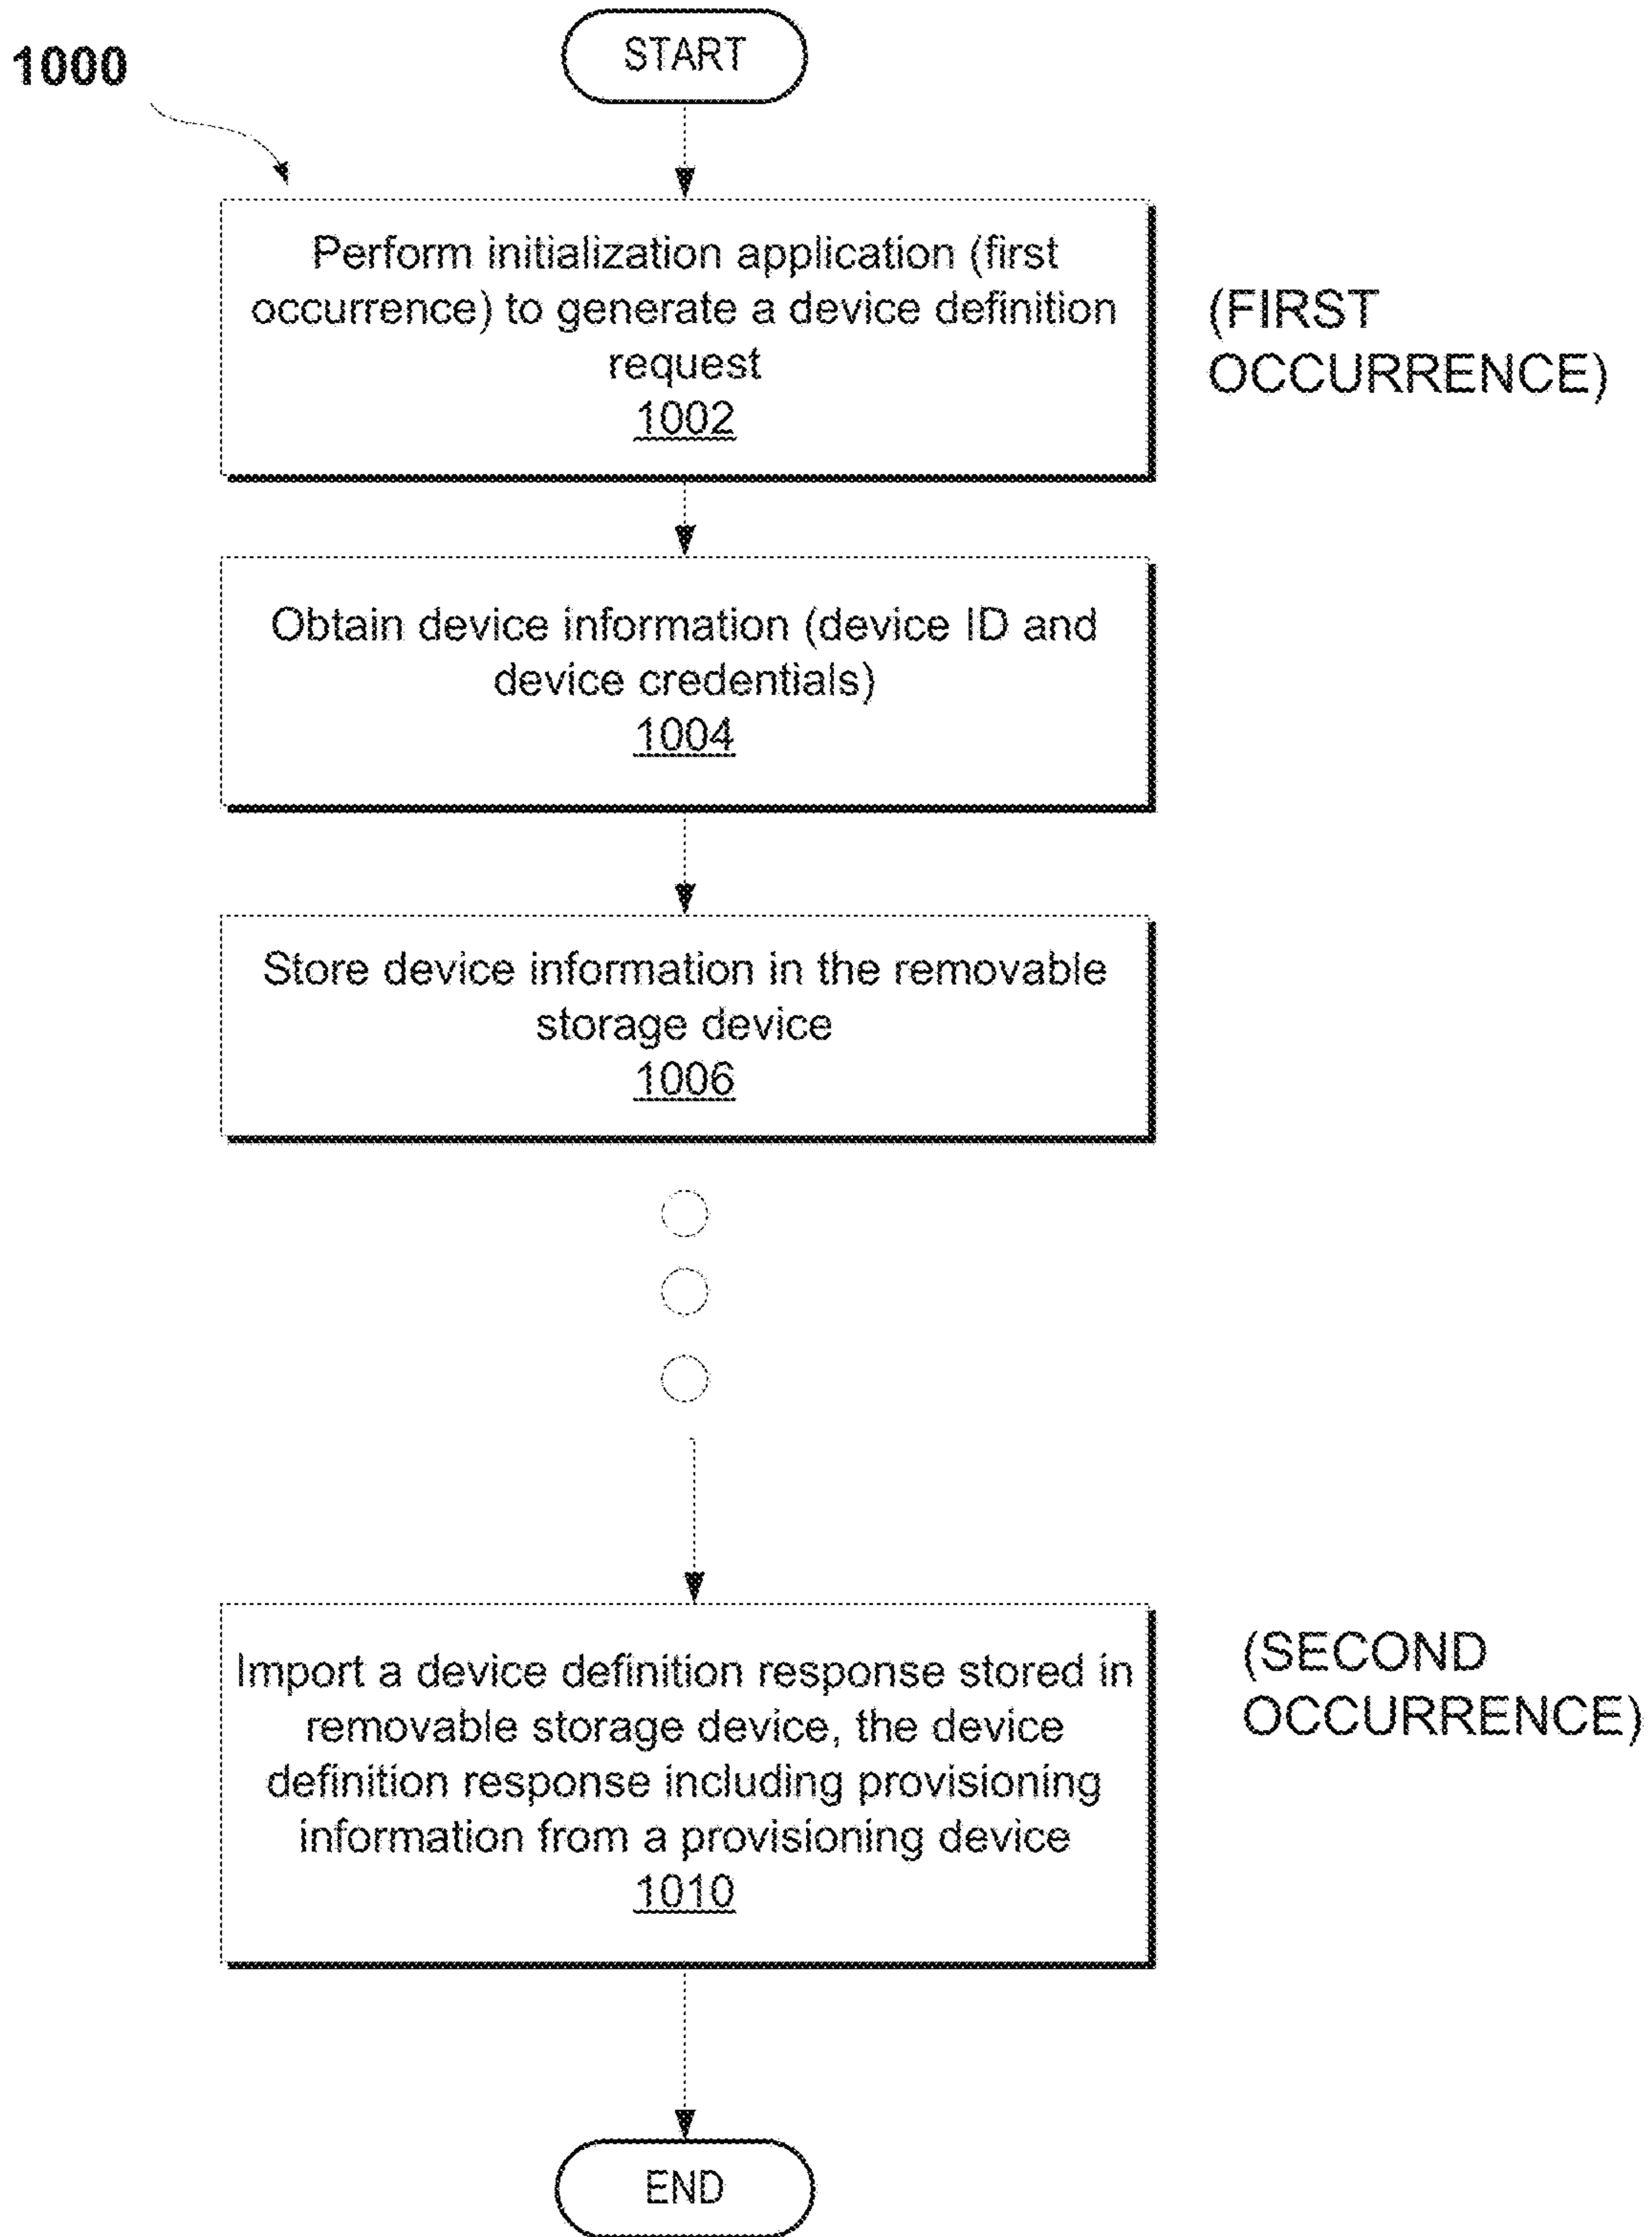 1000
START
Perform initialization application (first
occurrence) to generate a device definition
request
1002
(FIRST
OCCURRENCE)
Obtain device information (device ID and
device credentials)
1004
Store device information in the removable
storage device
1006
Import a device definition response stored in
removable storage device, the device
definition response including provisioning
information from a provisioning device
1010
(SECOND
OCCURRENCE)
END